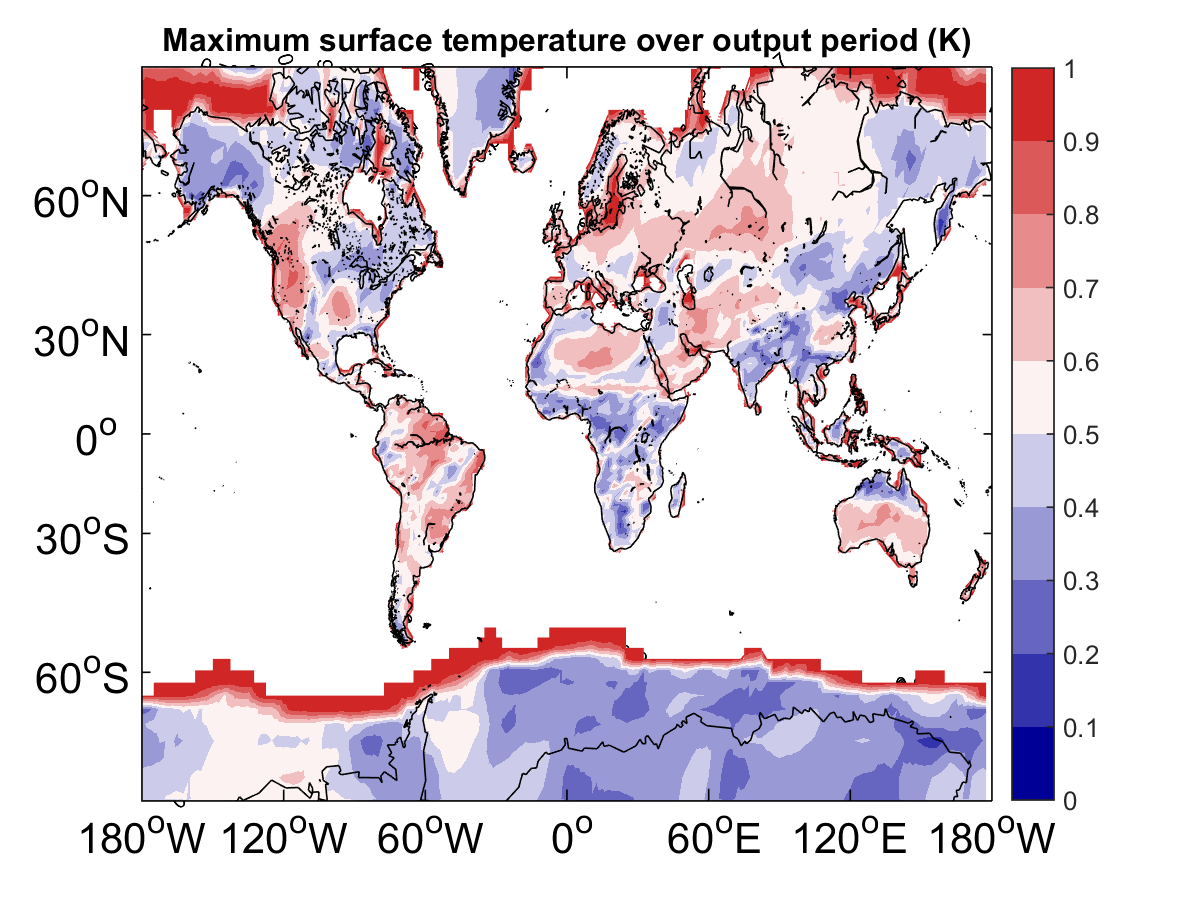 Maximum surface temperature over output period (K)
1
0.9
0.8
0.7
0.6
0.5
0.4
0.3
0.2
0.1
0
60°N
30°N
0°
30°S
60°S
180°W 120°W 60°W 0° 60°E 120°E 180°W